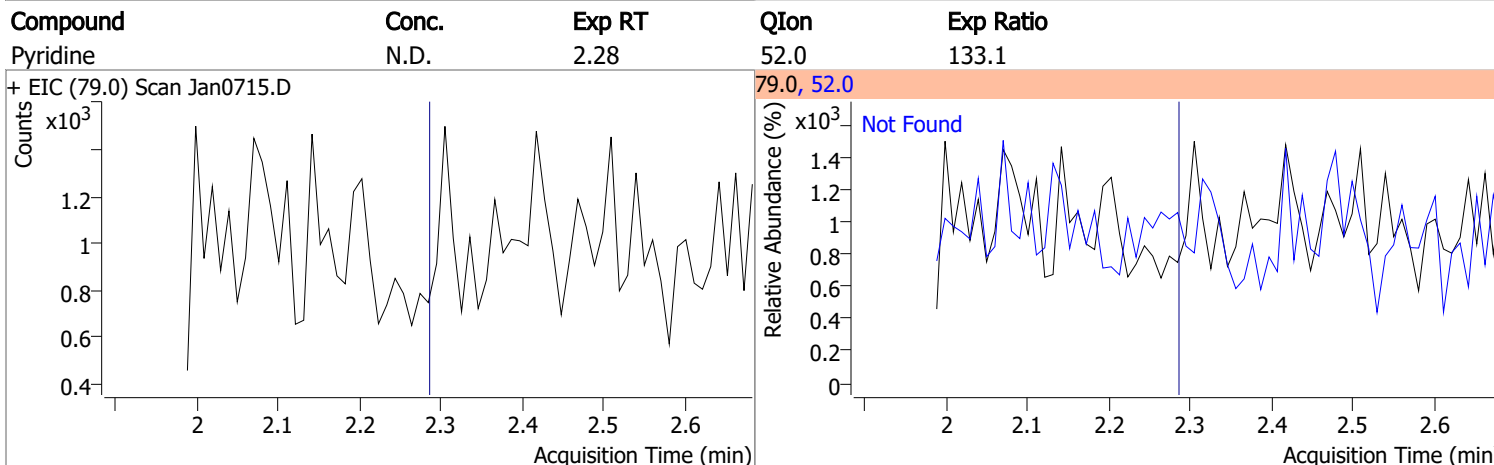 Compound Conc. Exp RT QIon Exp Ratio
Pyridine N.D. 2.28 52.0 133.1
+ EIC (79.0) Scan Jan0715.D
Counts
x10³
1.2
1
0.8
0.6
0.4
2 2.1 2.2 2.3 2.4 2.5 2.6
Acquisition Time (min)
79.0, 52.0
Relative Abundance (%)
x10³
Not Found
1.4
1.2
1
0.8
0.6
0.4
0.2
0
2 2.1 2.2 2.3 2.4 2.5 2.6
Acquisition Time (min